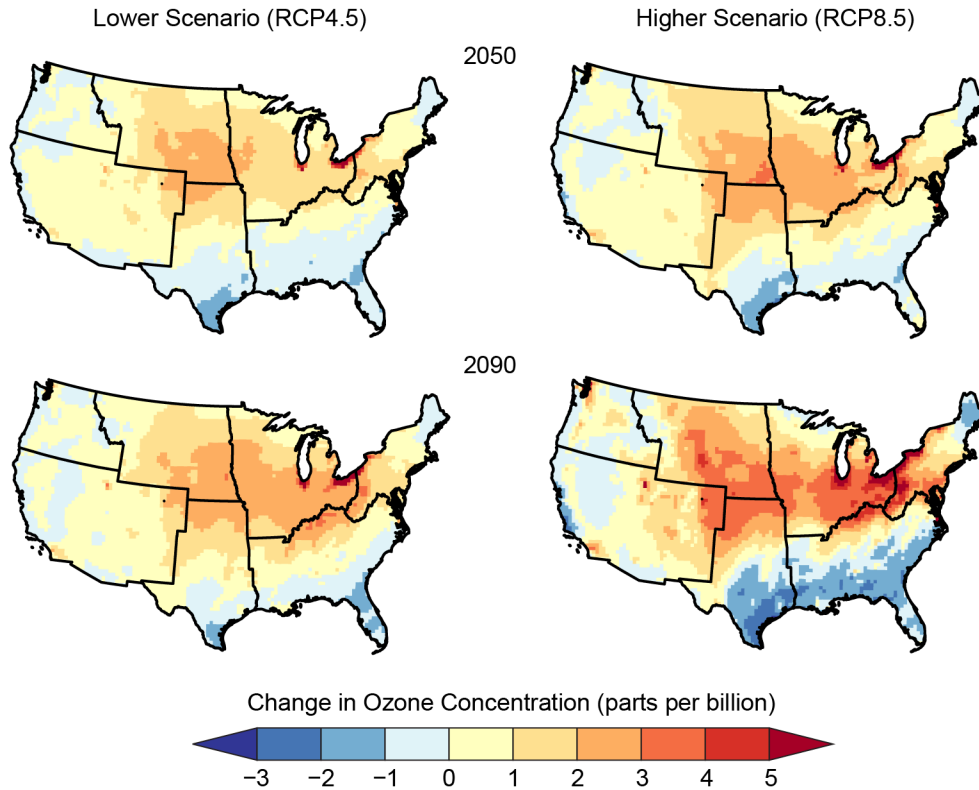 Lower Scenario (RCP4.5)
Higher Scenario (RCP8.5)
2050
2090
Change in Ozone Concentration (parts per billion)
−3 −2 −1 0 1 2 3 4 5